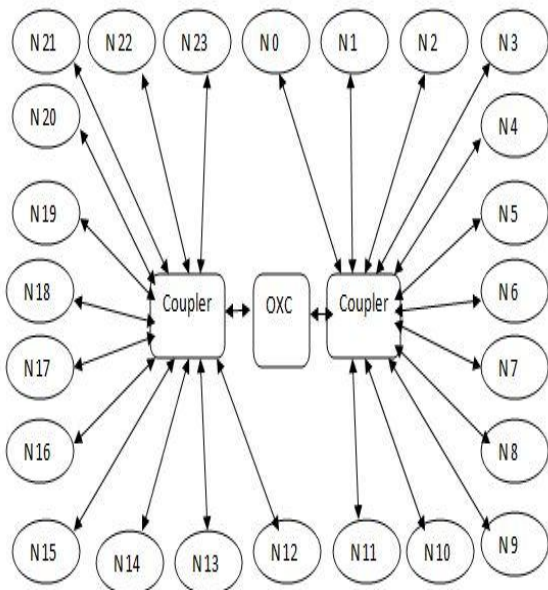 N21 N22 N23 N0 N1 N2 N3
N20 N4
N19 N5
N18 N6
Coupler OXC Coupler
N17 N7
N16 N8
N15 N14 N13 N12 N11 N10 N9